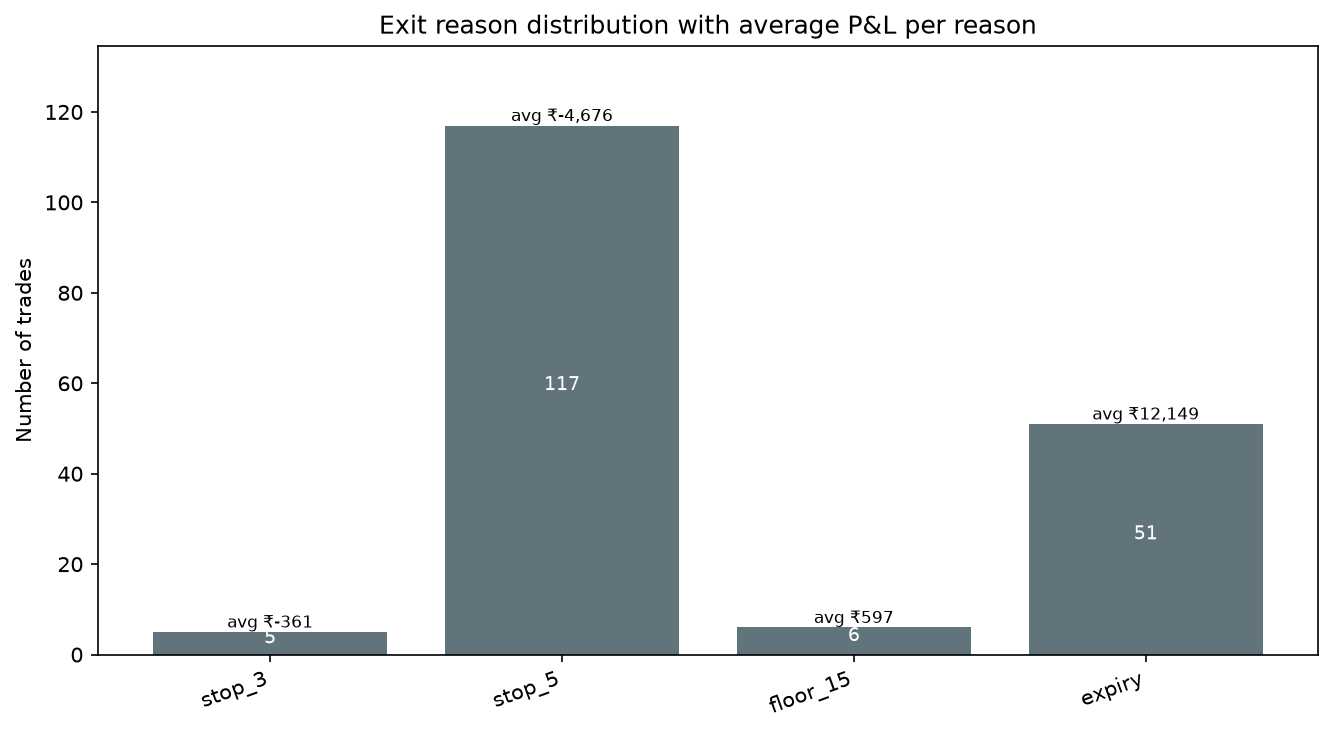 Exit reason distribution with average P&L per reason
Number of trades
120
100
80
60
40
20
0
avg ₹-361
5
avg ₹-4,676
117
avg ₹597
6
avg ₹12,149
51
stop_3
stop_5
floor_15
expiry